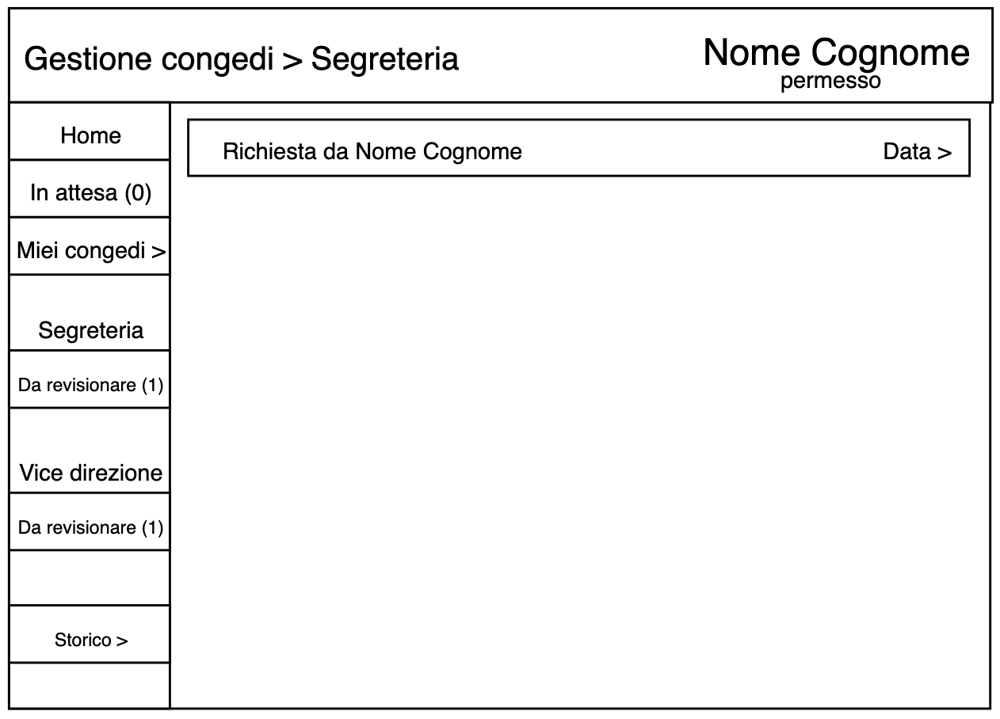 Gestione congedi > Segreteria
Nome Cognome
permesso
Home
In attesa (0)
Miei congedi >
Segreteria
Da revisionare (1)
Vice direzione
Da revisionare (1)
Storico >
Richiesta da Nome Cognome
Data >